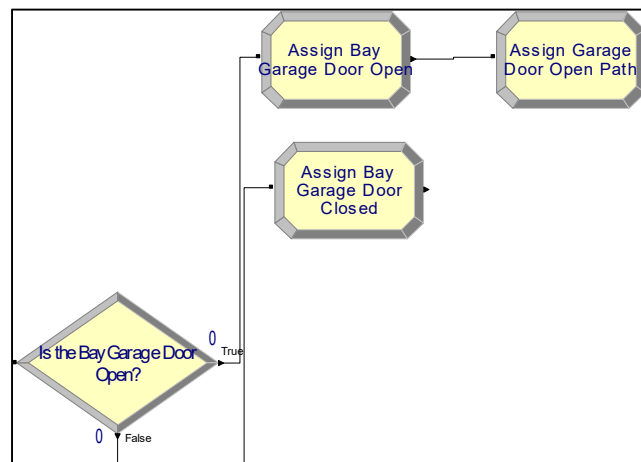 Assign Bay
Garage Door Open
Assign Garage
Door Open Path
Assign Bay
Garage Door
Closed
Is the Bay Garage Door
Open?
0
True
0
False